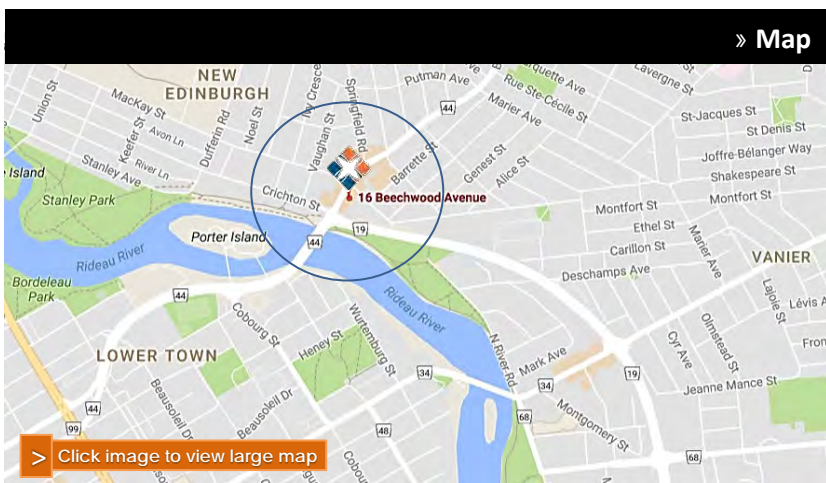 » Map
NEW
EDINBURGH
Union St
MacKay St
Keefer St
Avon Ln
River Ln
Stanley Ave
Dufferin Rd
Noel St
Vaughan St
Springfield Rd
Putman Ave
44
Marier Ave
Rue Ste-Cécile St
Lavergne St
St-Jacques St
St Denis St
Joffre-Bélanger Way
Shakespeare St
Montfort St
Barrette St
Genest St
Alice St
Island
Stanley Park
Crichton St
16 Beechwood Avenue
Montfort St
Ethel St
Carillon St
Deschamps Ave
Marier Ave
VANIER
Porter Island
44
19
Rideau River
Bordeleau
Park
44
Rideau River
Cobourg St
Wurtemburg St
Heney St
N River Rd
LOWER TOWN
Mark Ave
34
34
19
Cyr Ave
Olmstead St
Lajoie St
Jeanne Mance St
Beausoleil Dr
Beausoleil Dr
44
99
48
68
Montgomery St
68
> Click image to view large map